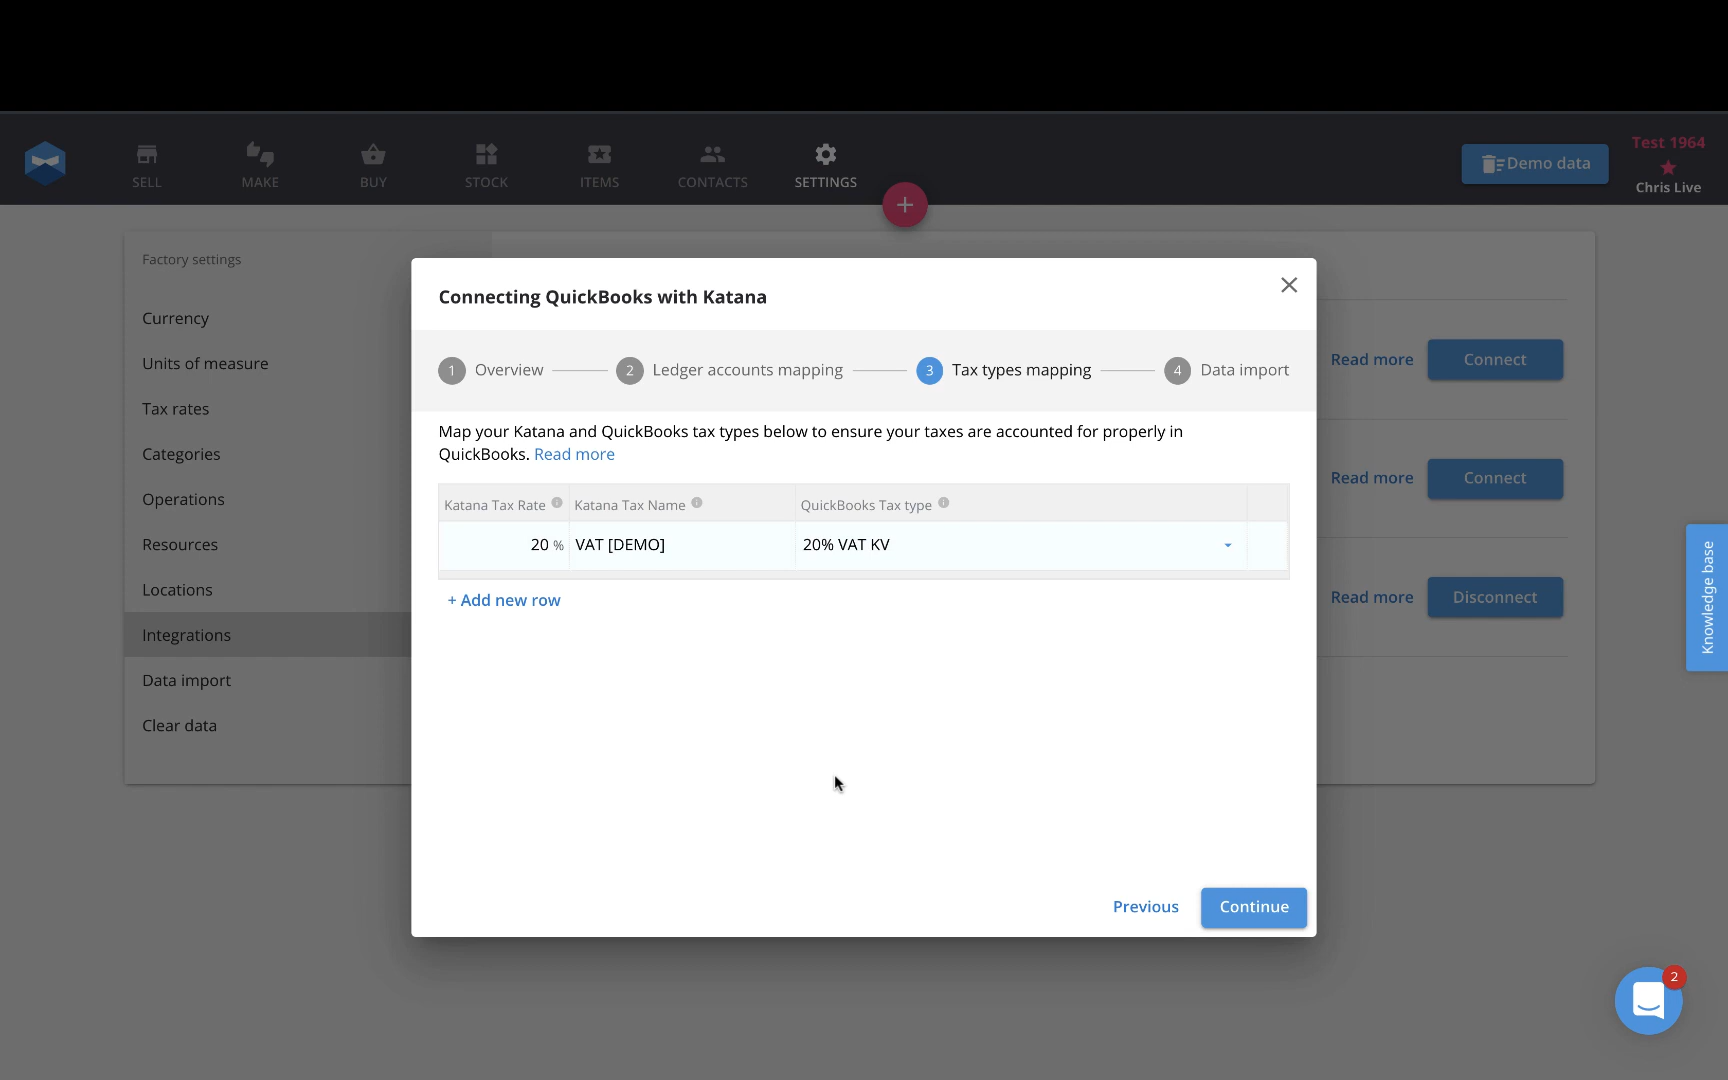 SELL
MAKE
BUY
STOCK
ITEMS
CONTACTS
SETTINGS
Demo data
Test 1964
Chris Live
+
Factory settings
Currency
Units of measure
Tax rates
Categories
Operations
Resources
Locations
Integrations
Data import
Clear data
Connecting QuickBooks with Katana
1 Overview
2 Ledger accounts mapping
3 Tax types mapping
4 Data import
Map your Katana and QuickBooks tax types below to ensure your taxes are accounted for properly in
QuickBooks. Read more
Katana Tax Rate Katana Tax Name QuickBooks Tax type
20 % VAT [DEMO] 20% VAT KV
+ Add new row
Previous Continue
Read more Connect
Read more Connect
Read more Disconnect
Knowledge base
2